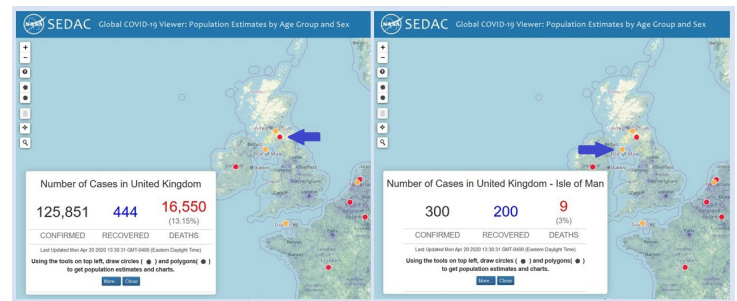 SEDAC Global COVID-19 Viewer: Population Estimates by Age Group and Sex
Number of Cases in United Kingdom
125,851 444 16,550
(13.15%)
CONFIRMED RECOVERED DEATHS
Last Updated Mon Apr 20 2020 13:30:31 GMT-0400 (Eastern Daylight Time)
Using the tools on top left, draw circles ( ) and polygons( )
to get population estimates and charts.
More... Close
SEDAC Global COVID-19 Viewer: Population Estimates by Age Group and Sex
Number of Cases in United Kingdom - Isle of Man
300 200 9
(3%)
CONFIRMED RECOVERED DEATHS
Last Updated Mon Apr 20 2020 13:30:31 GMT-0400 (Eastern Daylight Time)
Using the tools on top left, draw circles ( ) and polygons( )
to get population estimates and charts.
More... Close